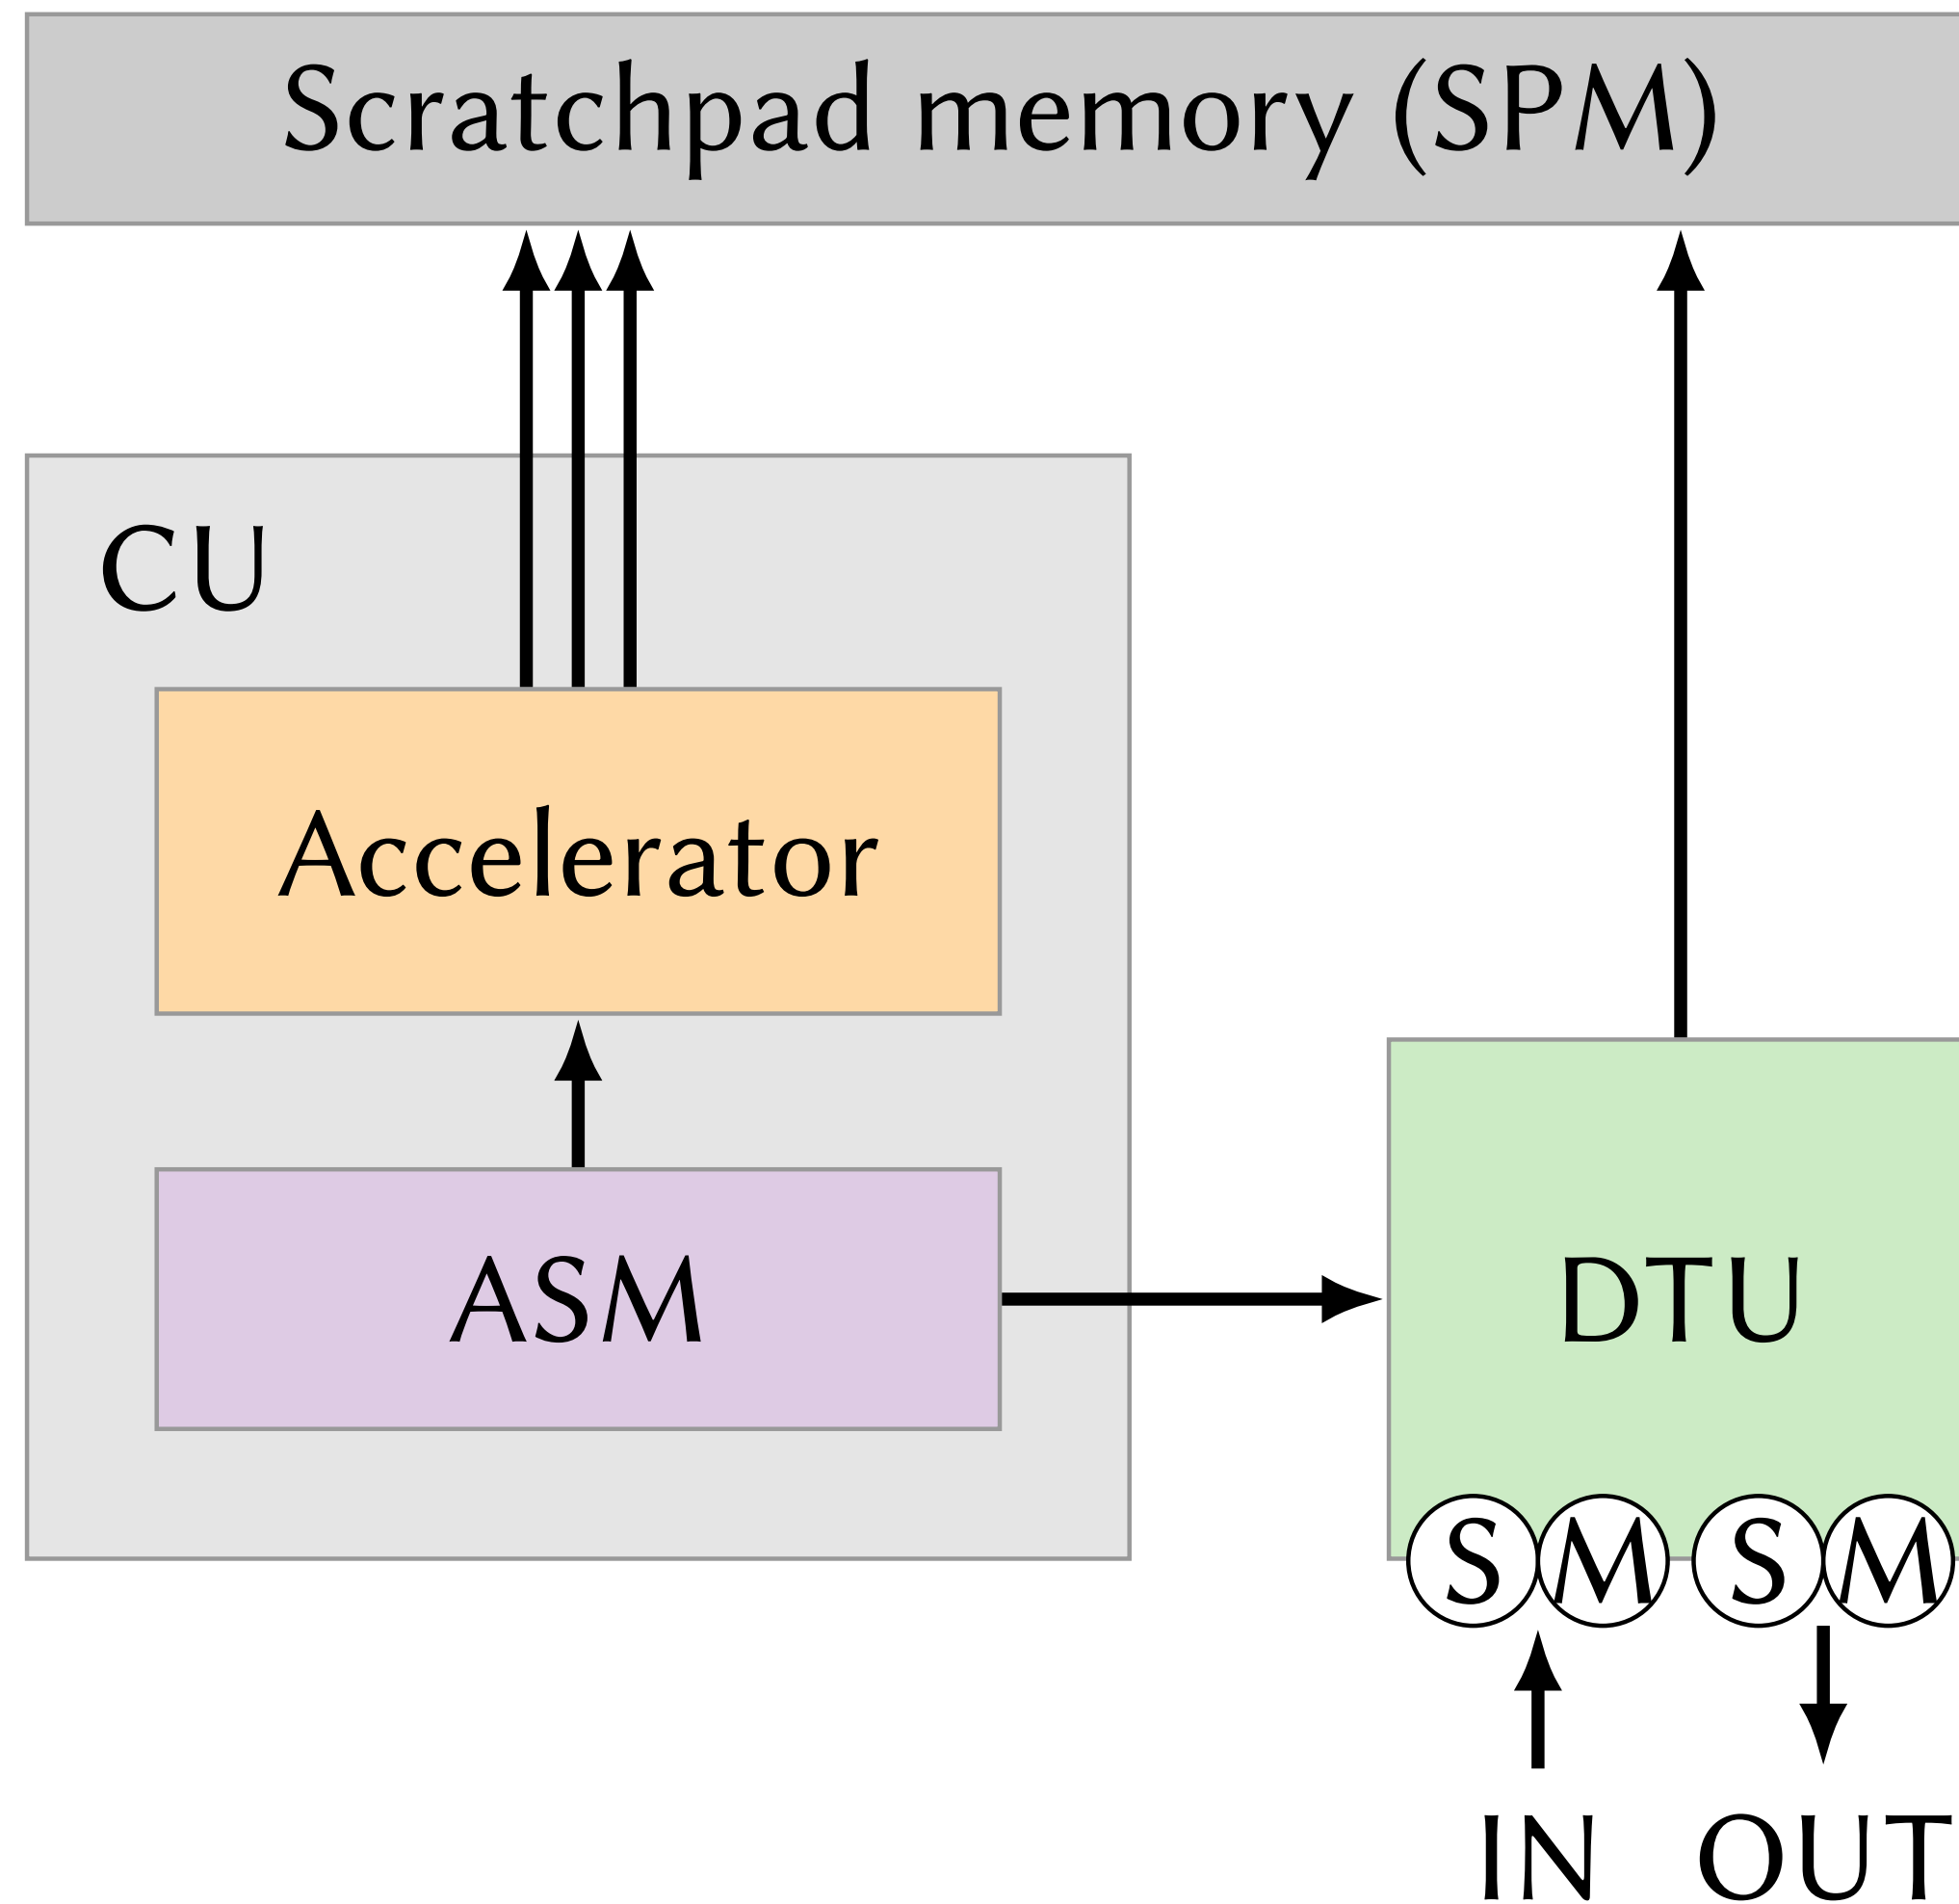 Scratchpad memory (SPM)
CU
Accelerator
ASM
DTU
S M S M
IN OUT